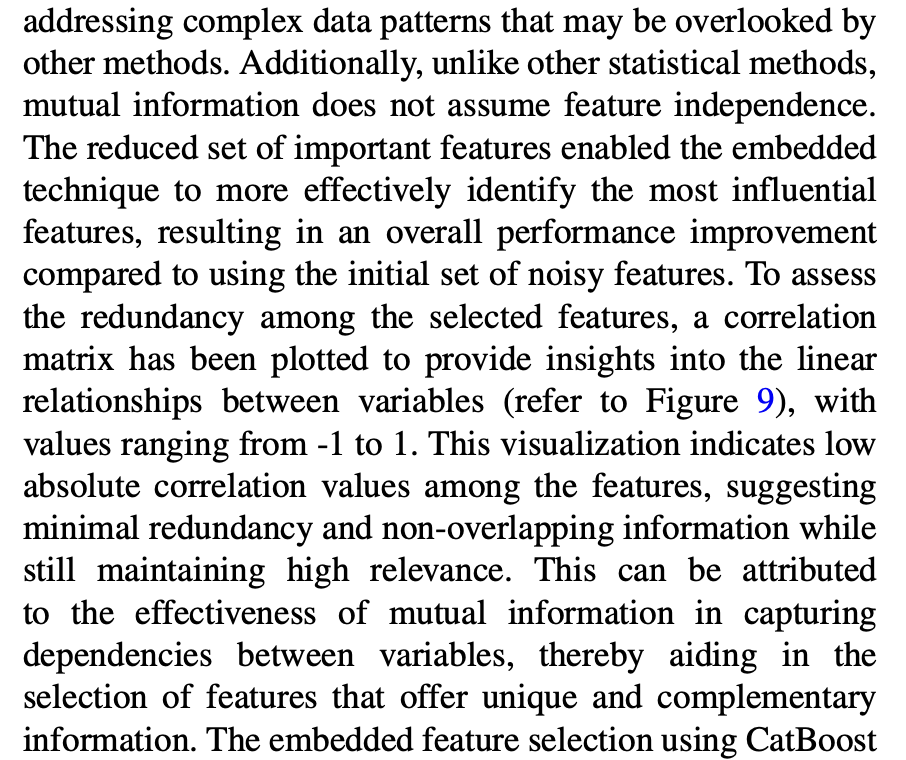 addressing complex data patterns that may be overlooked by
other methods. Additionally, unlike other statistical methods,
mutual information does not assume feature independence.
The reduced set of important features enabled the embedded
technique to more effectively identify the most influential
features, resulting in an overall performance improvement
compared to using the initial set of noisy features. To assess
the redundancy among the selected features, a correlation
matrix has been plotted to provide insights into the linear
relationships between variables (refer to Figure 9), with
values ranging from -1 to 1. This visualization indicates low
absolute correlation values among the features, suggesting
minimal redundancy and non-overlapping information while
still maintaining high relevance. This can be attributed
to the effectiveness of mutual information in capturing
dependencies between variables, thereby aiding in the
selection of features that offer unique and complementary
information. The embedded feature selection using CatBoost